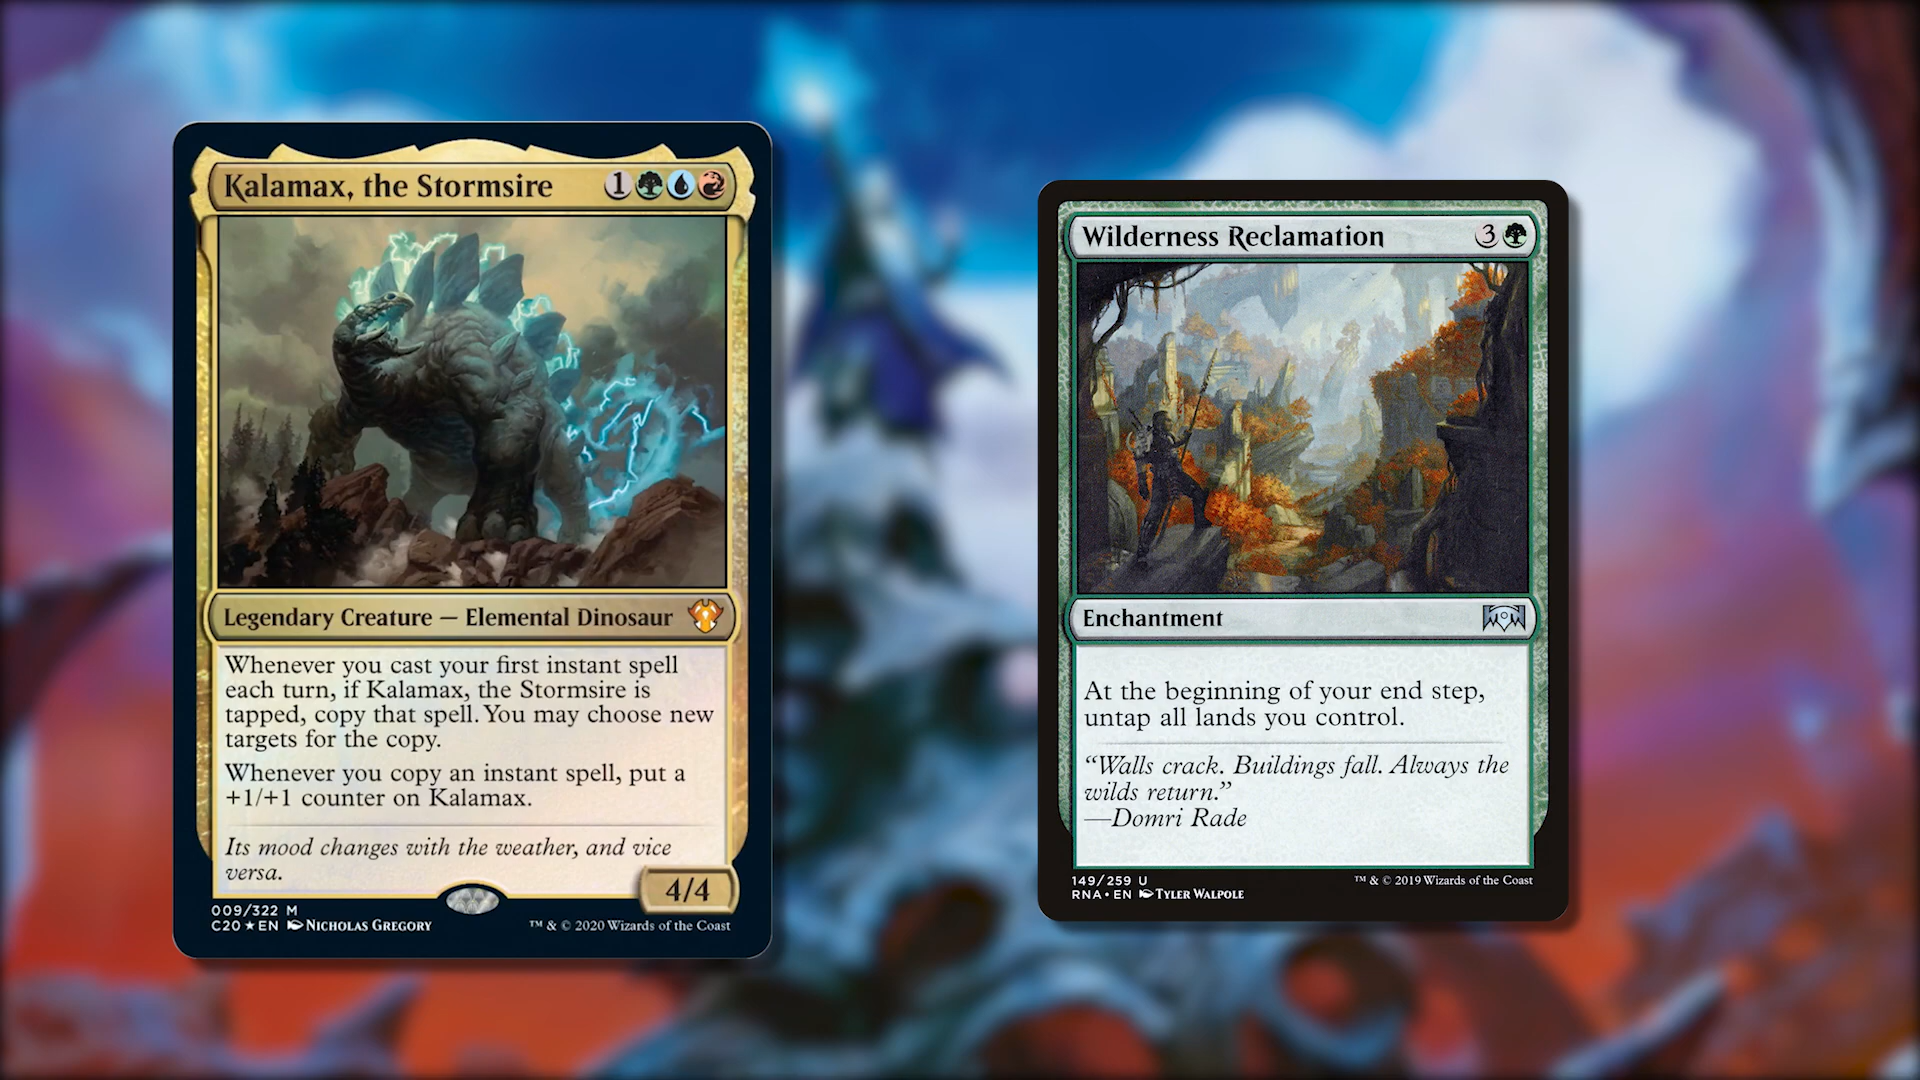 Kalamax, the Stormsire 1
Legendary Creature — Elemental Dinosaur
Whenever you cast your first instant spell
each turn, if Kalamax, the Stormsire is
tapped, copy that spell. You may choose new
targets for the copy.
Whenever you copy an instant spell, put a
+1/+1 counter on Kalamax.
Its mood changes with the weather, and vice
versa.
4/4
009/322 M
C20 ★ EN Nicholas Gregory
™ & © 2020 Wizards of the Coast
Wilderness Reclamation 3
Enchantment
At the beginning of your end step,
untap all lands you control.
“Walls crack. Buildings fall. Always the
wilds return.”
—Domri Rade
149/259 U
RNA • EN Tyler Walpole
™ & © 2019 Wizards of the Coast